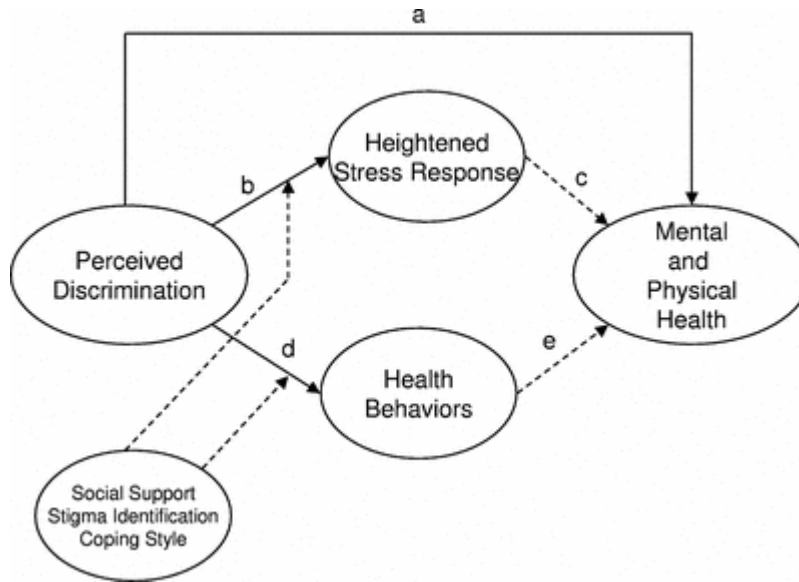 a
Heightened
Stress Response
b
c
Perceived
Discrimination
Mental
and
Physical
Health
d
e
Health
Behaviors
Social Support
Stigma Identification
Coping Style